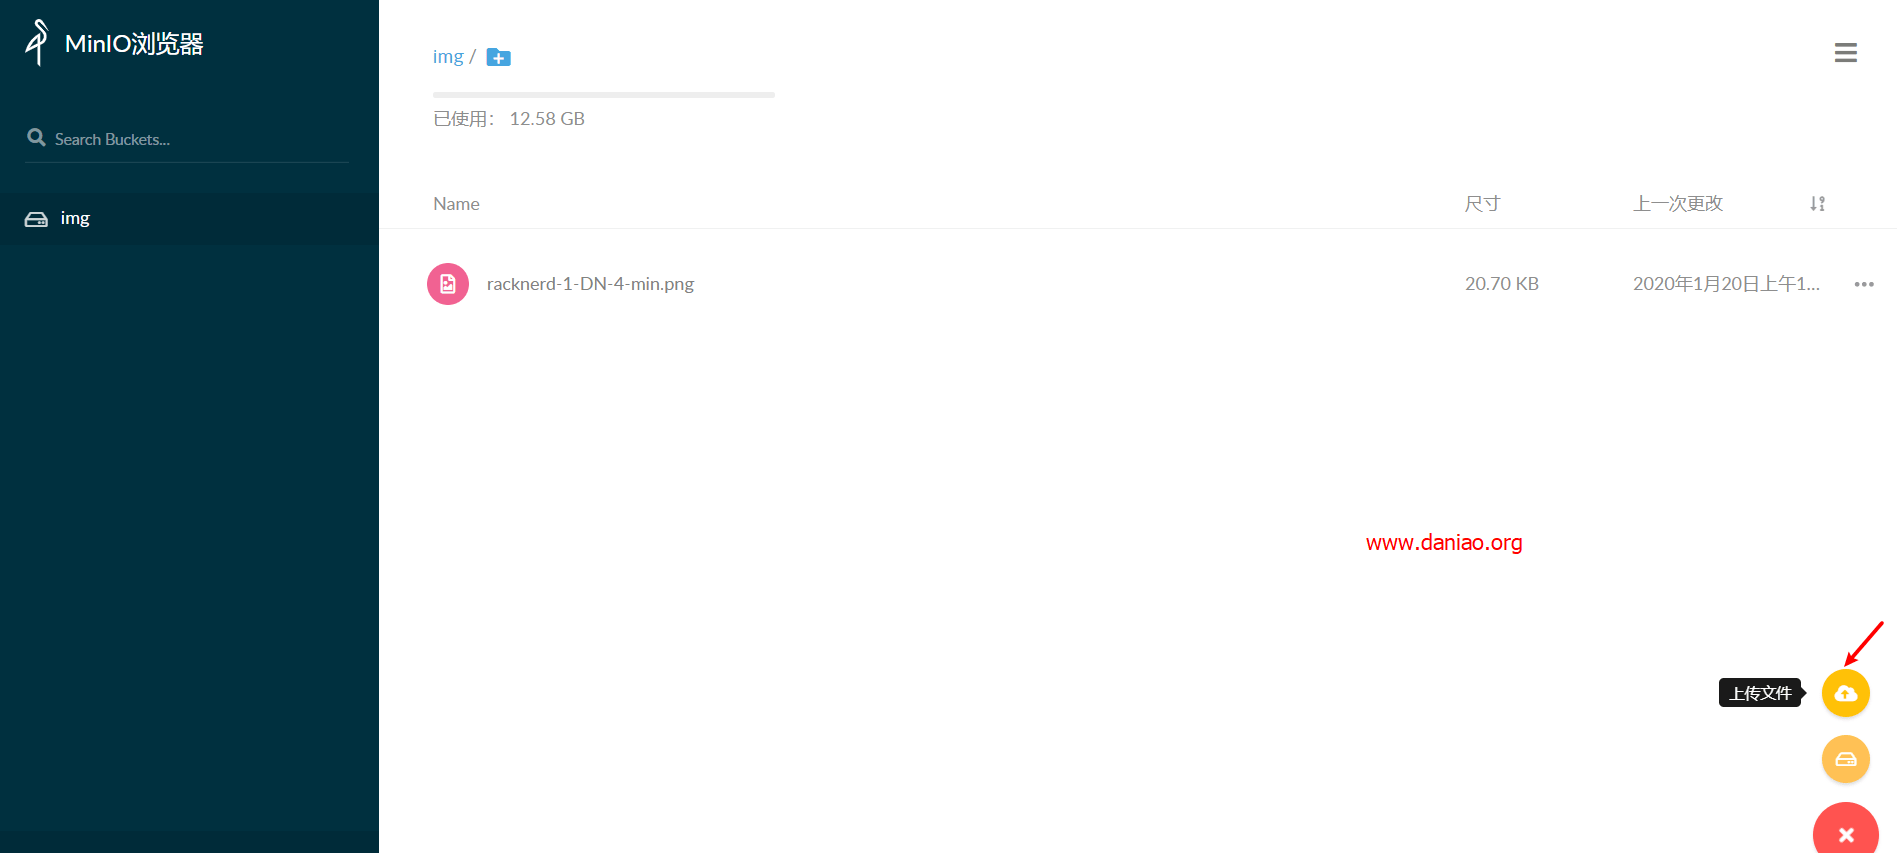 MinIO浏览器
Search Buckets...
img
img /
已使用： 12.58 GB
Name 尺寸 上一次更改
racknerd-1-DN-4-min.png 20.70 KB 2020年1月20日上午1...
www.daniao.org
上传文件